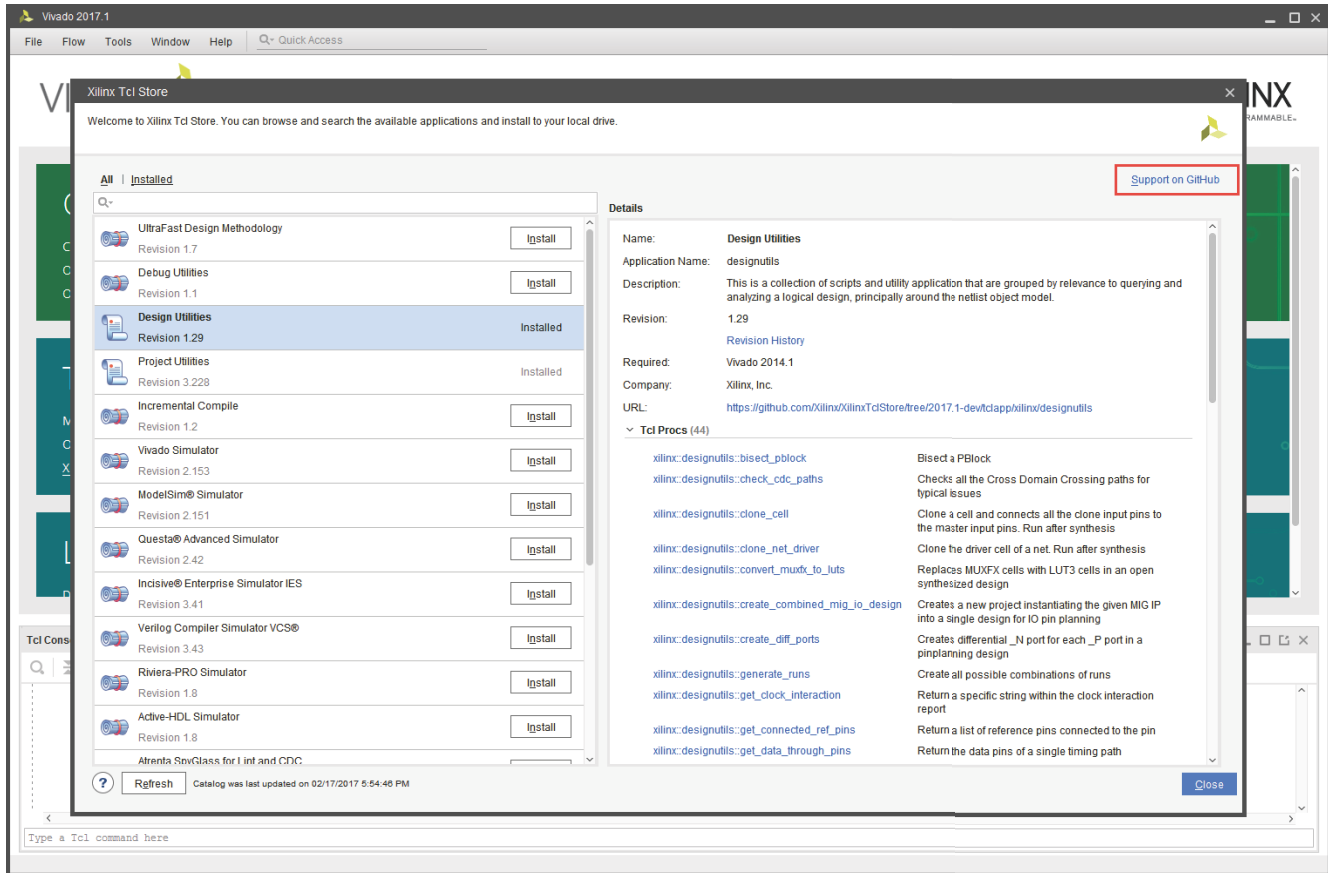 Vivado 2017.1
File Flow Tools Window Help Quick Access
VI
INX
RAMMABLE
Xilinx Tcl Store
Welcome to Xilinx Tcl Store. You can browse and search the available applications and install to your local drive.
All | Installed
Support on GitHub
UltraFast Design Methodology
Revision 1.7
Install
Debug Utilities
Revision 1.1
Install
Design Utilities
Revision 1.29
Installed
Project Utilities
Revision 3.228
Installed
Incremental Compile
Revision 1.2
Install
Vivado Simulator
Revision 2.153
Install
ModelSim® Simulator
Revision 2.151
Install
Questa® Advanced Simulator
Revision 2.42
Install
Incisive® Enterprise Simulator IES
Revision 3.41
Install
Verilog Compiler Simulator VCS®
Revision 3.43
Install
Riviera-PRO Simulator
Revision 1.8
Install
Active-HDL Simulator
Revision 1.8
Install
Atrenta SpyGlass for Lint and CDC
Details
Name: Design Utilities
Application Name: designutils
Description: This is a collection of scripts and utility application that are grouped by relevance to querying and
analyzing a logical design, principally around the netlist object model.
Revision: 1.29
Revision History
Required: Vivado 2014.1
Company: Xilinx, Inc.
URL: https://github.com/Xilinx/XilinxTclStore/tree/2017.1-dev/tclapp/xilinx/designutils
Tcl Procs (44)
xilinx::designutils::bisect_pblock Bisect a PBlock
xilinx::designutils::check_cdc_paths Checks all the Cross Domain Crossing paths for
typical issues
xilinx::designutils::clone_cell Clone a cell and connects all the clone input pins to
the master input pins. Run after synthesis
xilinx::designutils::clone_net_driver Clone the driver cell of a net. Run after synthesis
xilinx::designutils::convert_muxfx_to_luts Replaces MUXFX cells with LUT3 cells in an open
synthesized design
xilinx::designutils::create_combined_mig_io_design Creates a new project instantiating the given MIG IP
into a single design for IO pin planning
xilinx::designutils::create_diff_ports Creates differential _N port for each _P port in a
pinplanning design
xilinx::designutils::generate_runs Create all possible combinations of runs
xilinx::designutils::get_clock_interaction Return a specific string within the clock interaction
report
xilinx::designutils::get_connected_ref_pins Return a list of reference pins connected to the pin
xilinx::designutils::get_data_through_pins Return the data pins of a single timing path
? Refresh Catalog was last updated on 02/17/2017 5:54:46 PM
Close
Tcl Cons
Type a Tcl command here